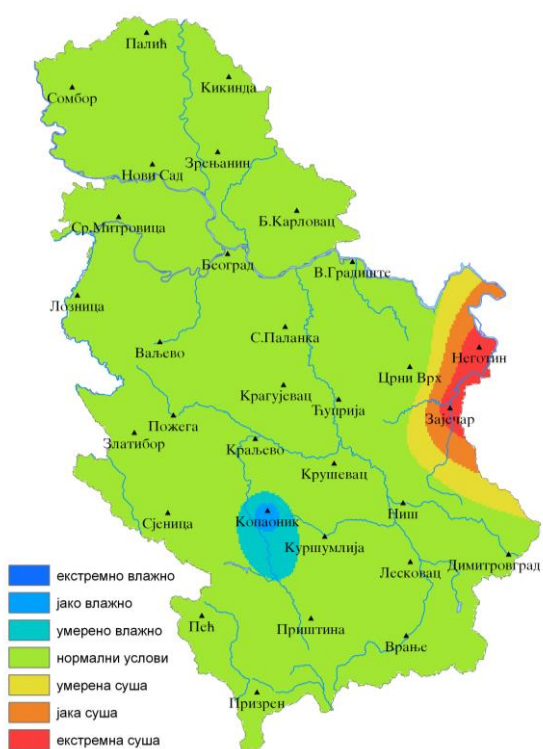 Палић
Кикинда
Сомбор
Зрењанин
Нови Сад
Б.Карловац
Ср.Митровица
Београд
В.Градиште
Лозница
С.Паланка
Ваљево
Неготин
Црни Врх
Крагујевац
Ћуприја
Зајечар
Пожега
Златибор
Краљево
Крушевац
Копаоник
Ниш
Сјеница
Куршумлија
Димитровград
Лесковац
екстремно влажно
јако влажно
умерено влажно
Пећ
Приштина
Врање
нормални услови
умерена суша
Призрен
јака суша
екстремна суша